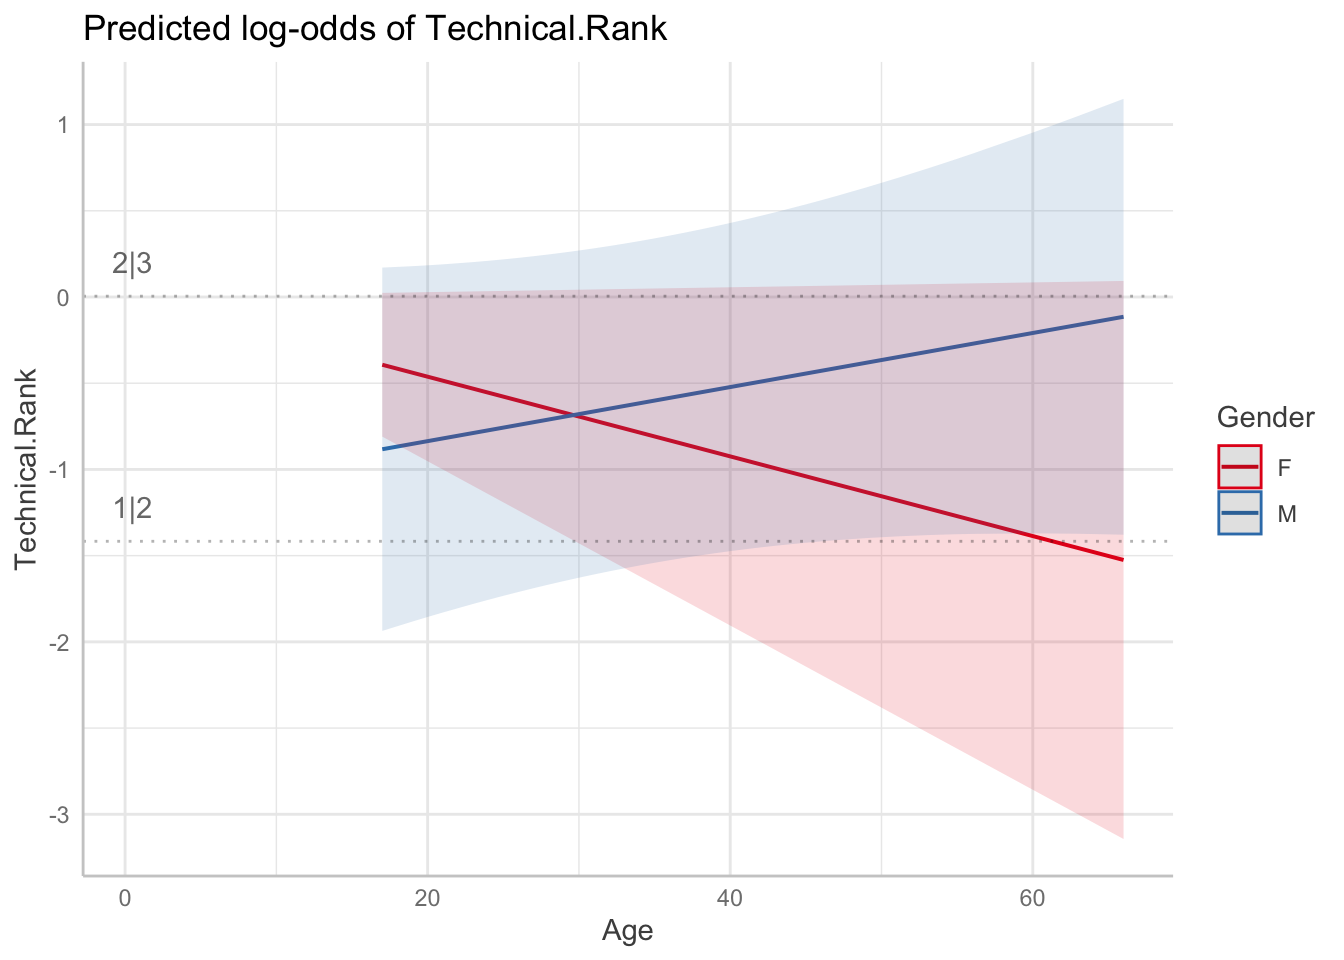 Predicted log-odds of Technical.Rank
1
2|3
0
-1
1|2
-2
-3
0
20
40
60
Age
Technical.Rank
Gender
F
M